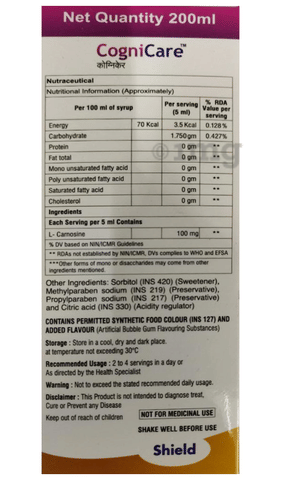 Net Quantity 200ml
CogniCare™
कोग्निकेर
Nutraceutical
Nutritional Information (Approximately)
Per 100 ml of syrup Per serving (5 ml) % RDA Value per serving
Energy 70 Kcal 3.5 Kcal 0.128 %
Carbohydrate 1.750 gm 0.427%
Protein 0 gm **
Fat total 0 gm **
Mono unsaturated fatty acid 0 gm **
Poly unsaturated fatty acid 0 gm **
Saturated fatty acid 0 gm **
Cholesterol 0 gm **
Ingredients
Each Serving per 5 ml Contains
L- Carnosine 100 mg **
% DV based on NIN/ICMR Guidelines
** RDAs not established by NIN/ICMR, DVs complies to WHO and EFSA
***Other forms of mono or disaccharides may come from other
ingredients mentioned.
Other Ingredients: Sorbitol (INS 420) (Sweetener),
Methylparaben sodium (INS 219) (Preservative),
Propylparaben sodium (INS 217) (Preservative)
and Citric acid (INS 330) (Acidity regulator)
CONTAINS PERMITTED SYNTHETIC FOOD COLOUR (INS 127) AND
ADDED FLAVOUR (Artificial Bubble Gum Flavouring Substances)
Storage : Store in a cool, dry and dark place.
at temperature not exceeding 30°C
Recommended Usage : 2 to 4 servings in a day or
As directed by the Health Specialist
Warning : Not to exceed the stated recommended daily usage.
Disclaimer : This Product is not intended to diagnose treat,
Cure or Prevent any Disease
Keep out of reach of children NOT FOR MEDICINAL USE
SHAKE WELL BEFORE USE
Shield